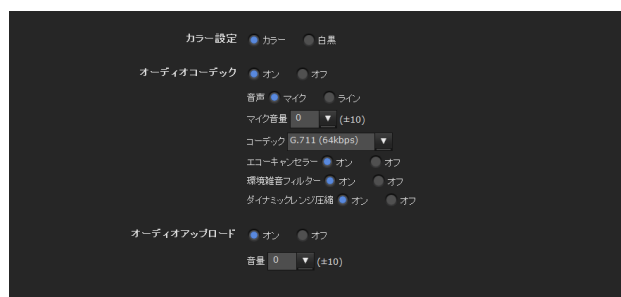 カラー設定 カラー 白黒
オーディオコーデック オン オフ
音声 マイク ライン
マイク音量 0 (±10)
コーデック G.711 (64kbps)
エコーキャンセラー オン オフ
環境雑音フィルター オン オフ
ダイナミックレンジ圧縮 オン オフ
オーディオアップロード オン オフ
音量 0 (±10)